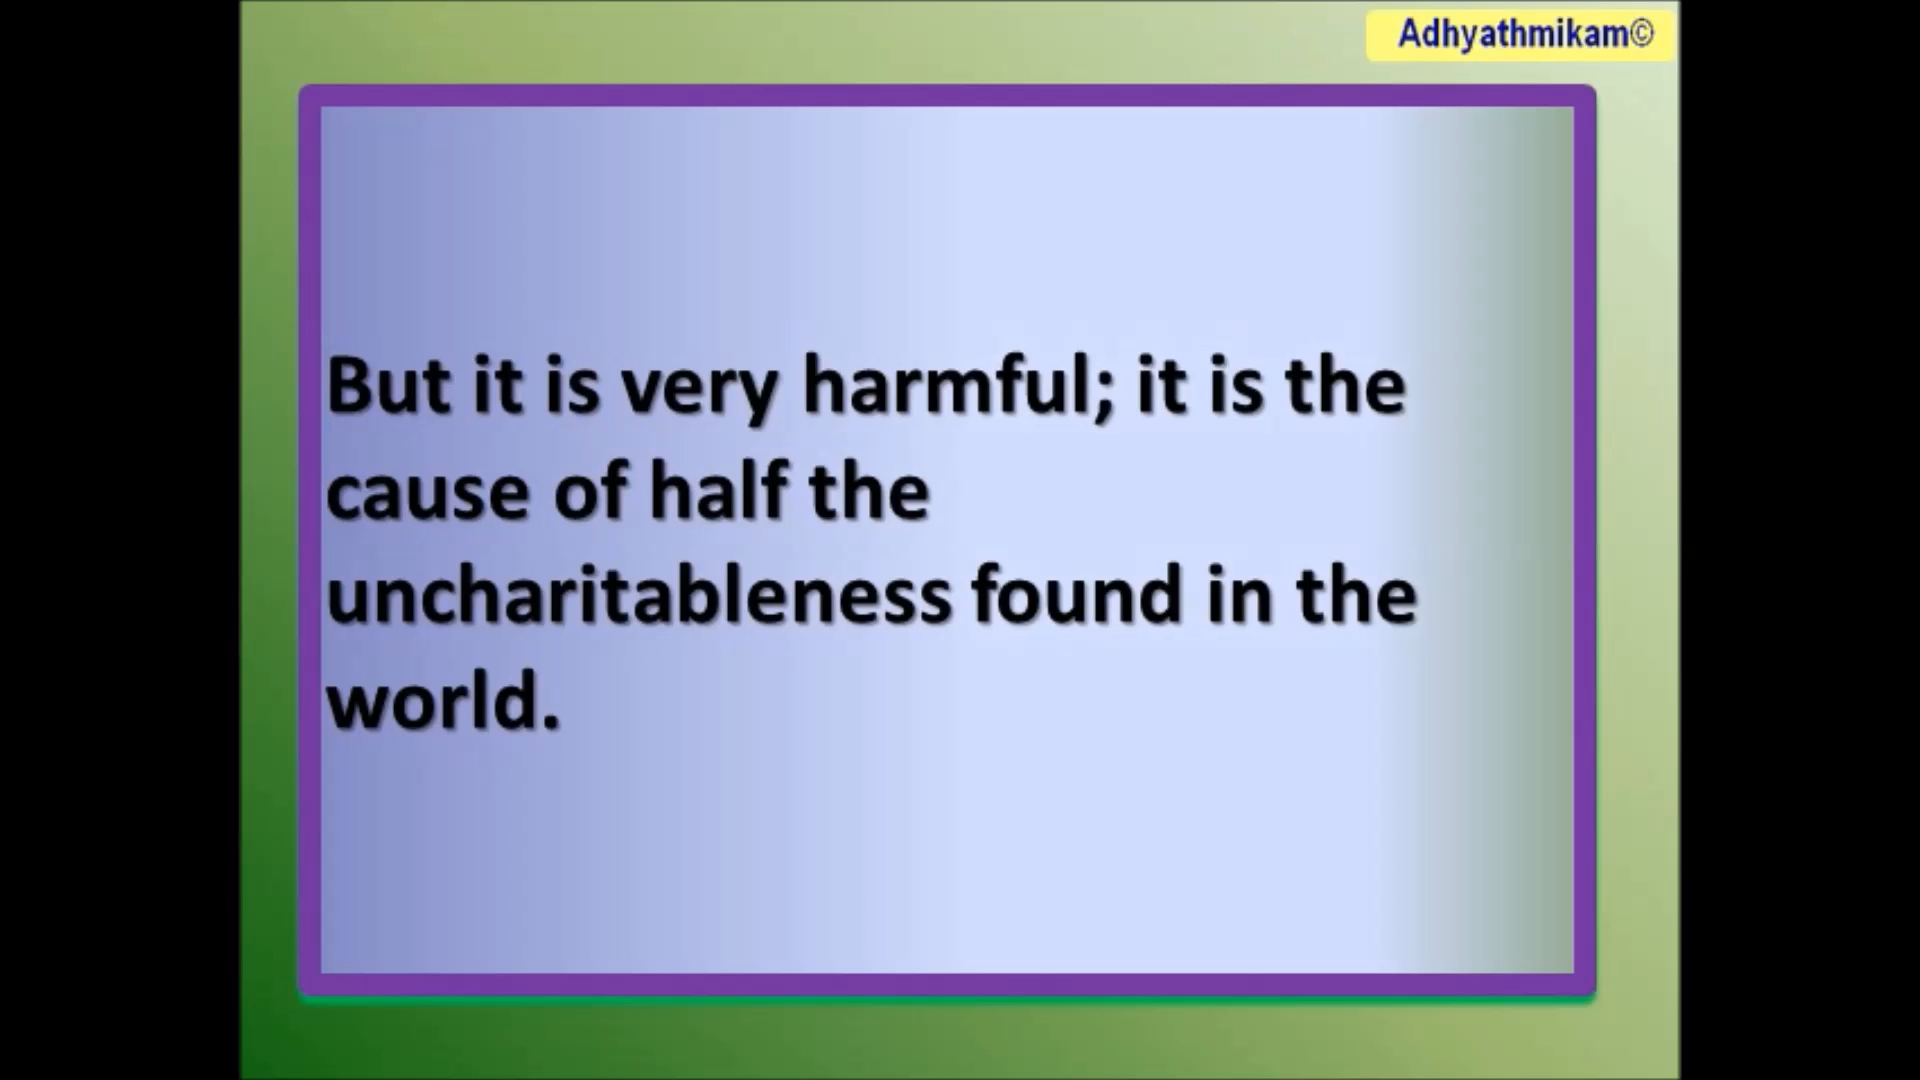 Adhyathmikam©
But it is very harmful; it is the
cause of half the
uncharitableness found in the
world.